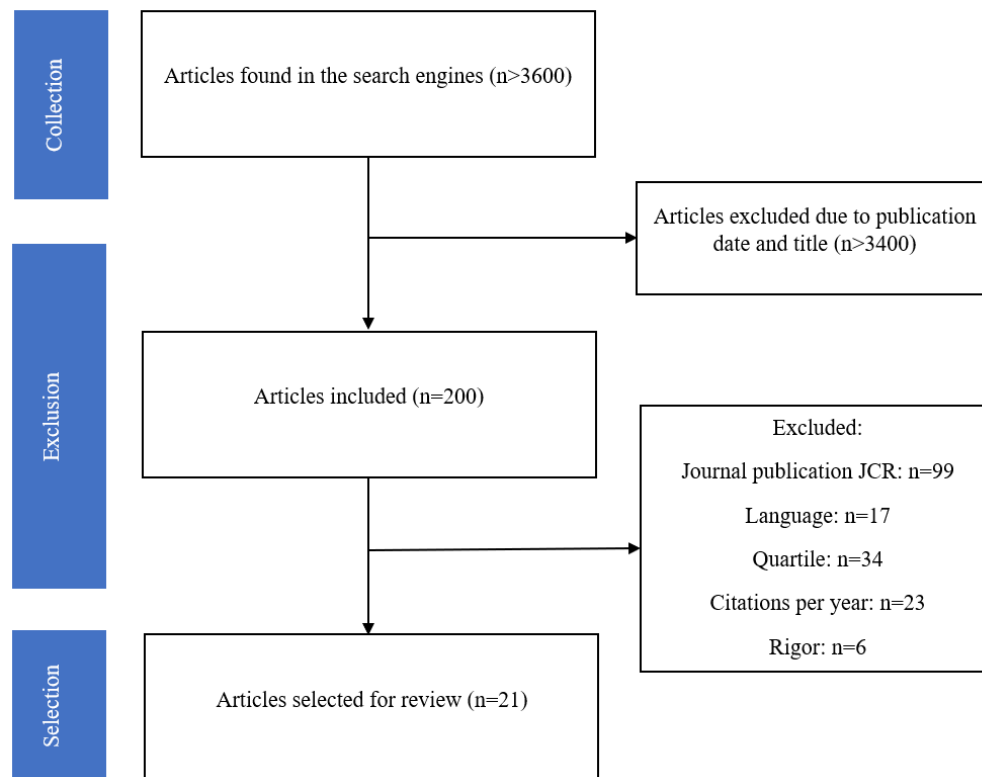 Collection
Articles found in the search engines (n>3600)
Articles excluded due to publication
date and title (n>3400)
Exclusion
Articles included (n=200)
Excluded:
Journal publication JCR: n=99
Language: n=17
Quartile: n=34
Citations per year: n=23
Rigor: n=6
Selection
Articles selected for review (n=21)